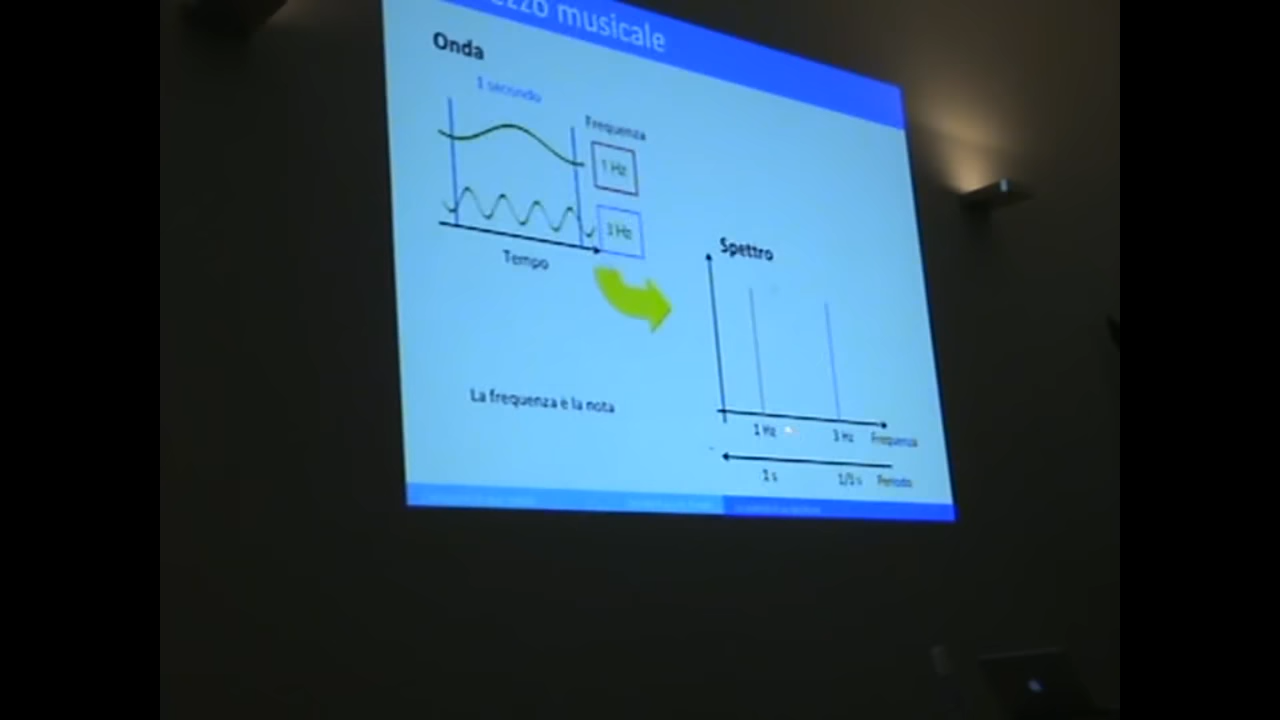 musicale
Onda
1 secondo
Frequenza
1 Hz
3 Hz
Tempo
Spettro
La frequenza è la nota
1 Hz
3 Hz
Frequenza
1 s
1/3 s
Periodo